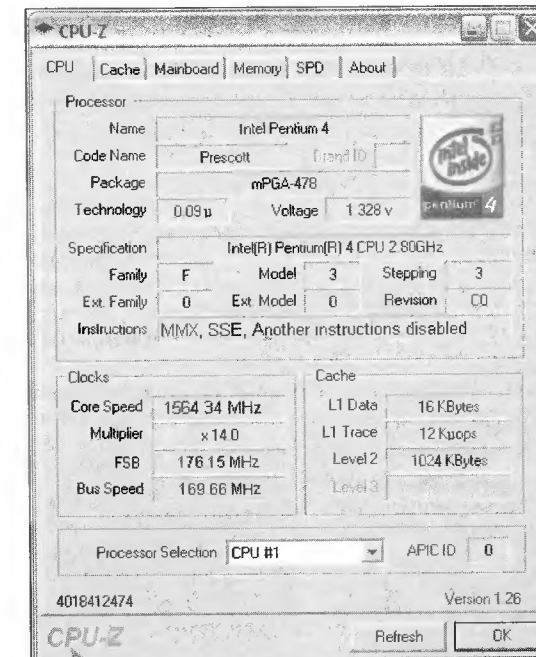 CPU-Z
CPU Cache Mainboard Memory SPD About
Processor
Name Intel Pentium 4
Code Name Prescott Brand ID
Package mPGA-478
Technology 0.09 µ Voltage 1.328 v
intel inside pentium 4
Specification Intel(R) Pentium(R) 4 CPU 2.80GHz
Family F Model 3 Stepping 3
Ext. Family 0 Ext. Model 0 Revision C0
Instructions MMX, SSE, Another instructions disabled
Clocks
Core Speed 1564.34 MHz
Multiplier x 14.0
FSB 176.15 MHz
Bus Speed 169.66 MHz
Cache
L1 Data 16 KBytes
L1 Trace 12 Kµops
Level 2 1024 KBytes
Level 3
Processor Selection CPU #1 APIC ID 0
4018412474 Version 1.26
CPU-Z Refresh OK